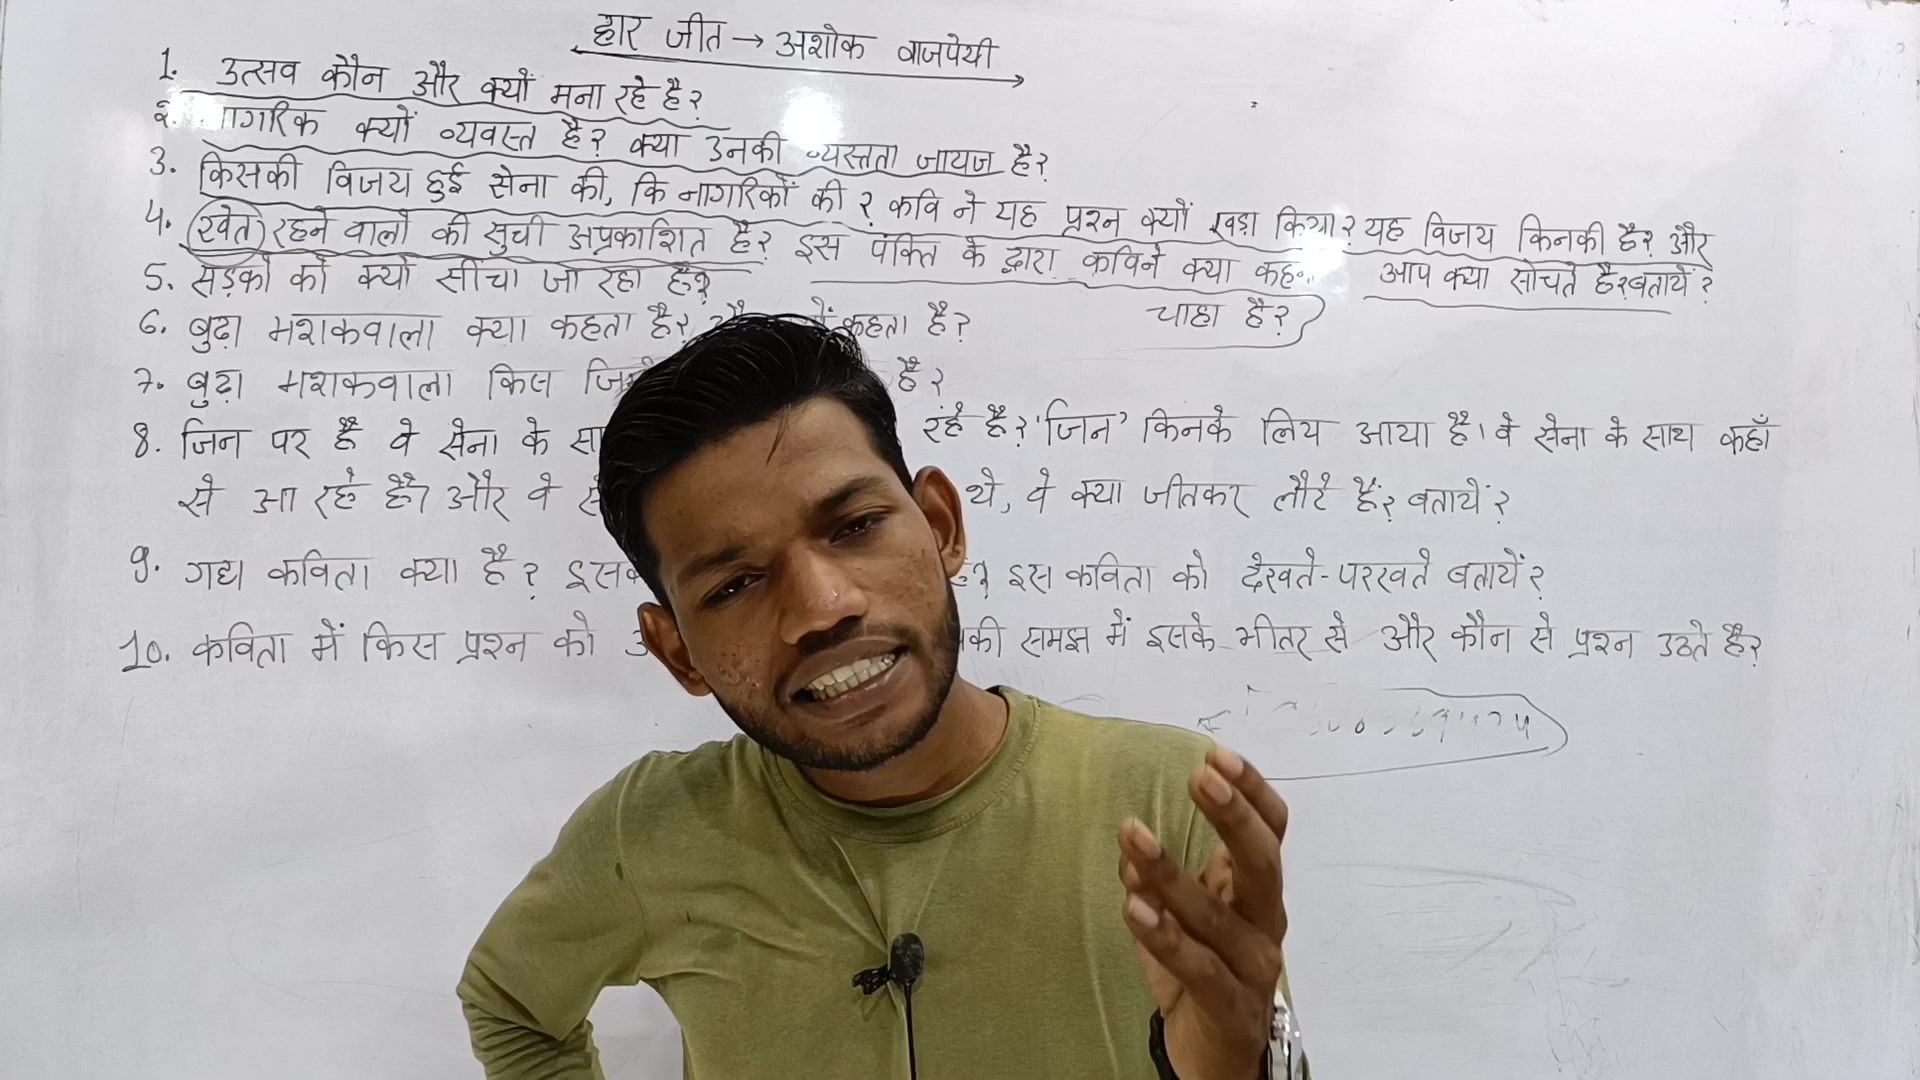 हार जीत → अशोक वाजपेयी
1. उत्सव कौन और क्यों मना रहे है?
2. नागरिक क्यों व्यवस्त है? क्या उनकी व्यस्तता जायज है?
3. किसकी विजय हुई सेना की, कि नागरिकों की? कवि ने यह प्रश्न क्यों खड़ा किया? यह विजय किनकी है? और
आप क्या सोचते है? बतायें?
4. खेत रहने वालो की सुची अप्रकाशित है? इस पंक्ति के द्वारा कविने क्या कह
चाहा है?
5. सड़को को क्यो सींचा जा रहा है?
6. बुढ़ा मशकवाला क्या कहता है? कहता है?
7. बुढ़ा मशकवाला किस है?
8. जिन पर है वे सेना के रहे है? 'जिन' किनके लिय आया है। वे सेना के साथ कहाँ
से आ रहे है? और वे थे, वे क्या जीतकर लौटे हैं? बतायें?
9. गद्य कविता क्या है? इस कविता को देखते-परखते बतायें?
10. कविता में किस प्रश्न को समझ में इसके भीतर से और कौन से प्रश्न उठते है?